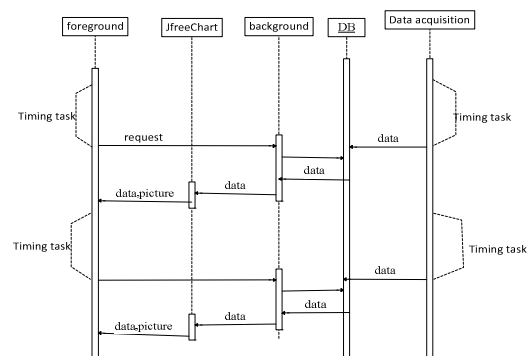 foreground
JfreeChart
background
DB
Data acquisition
Timing task
Timing task
request
data
data
data
data,picture
Timing task
Timing task
data
data
data
data,picture